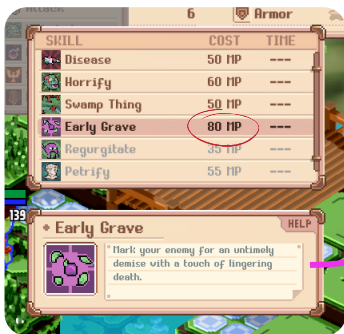 Attack
6 Armor
SKILL COST TIME
Disease 50 MP ---
Horrify 60 MP ---
Swamp Thing 50 MP ---
Early Grave 80 MP ---
Regurgitate 35 MP ---
Petrify 55 MP ---
139
Early Grave HELP
Mark your enemy for an untimely
demise with a touch of lingering
death.